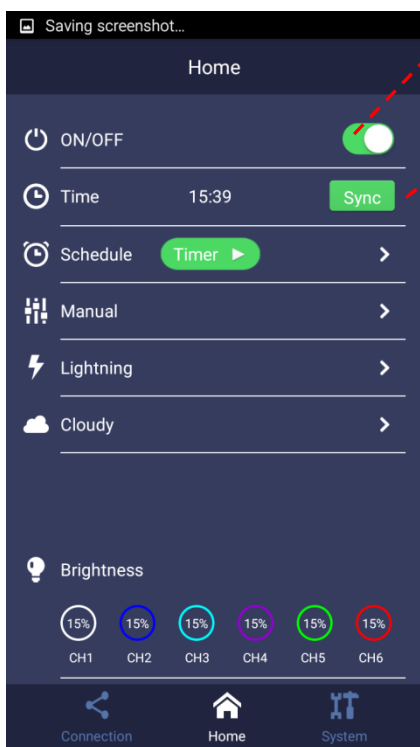 Saving screenshot...
Home
ON/OFF
Time 15:39 Sync
Schedule Timer
Manual
Lightning
Cloudy
Brightness
15% 15% 15% 15% 15% 15%
CH1 CH2 CH3 CH4 CH5 CH6
Connection Home System